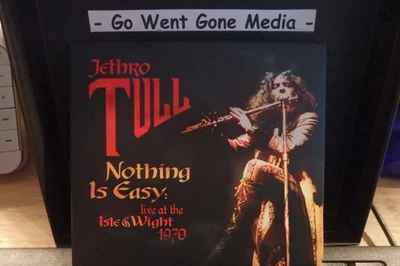 - Go Went Gone Media -
Jethro
TULL
Nothing
Is Easy:
live at the
Isle of Wight
1970